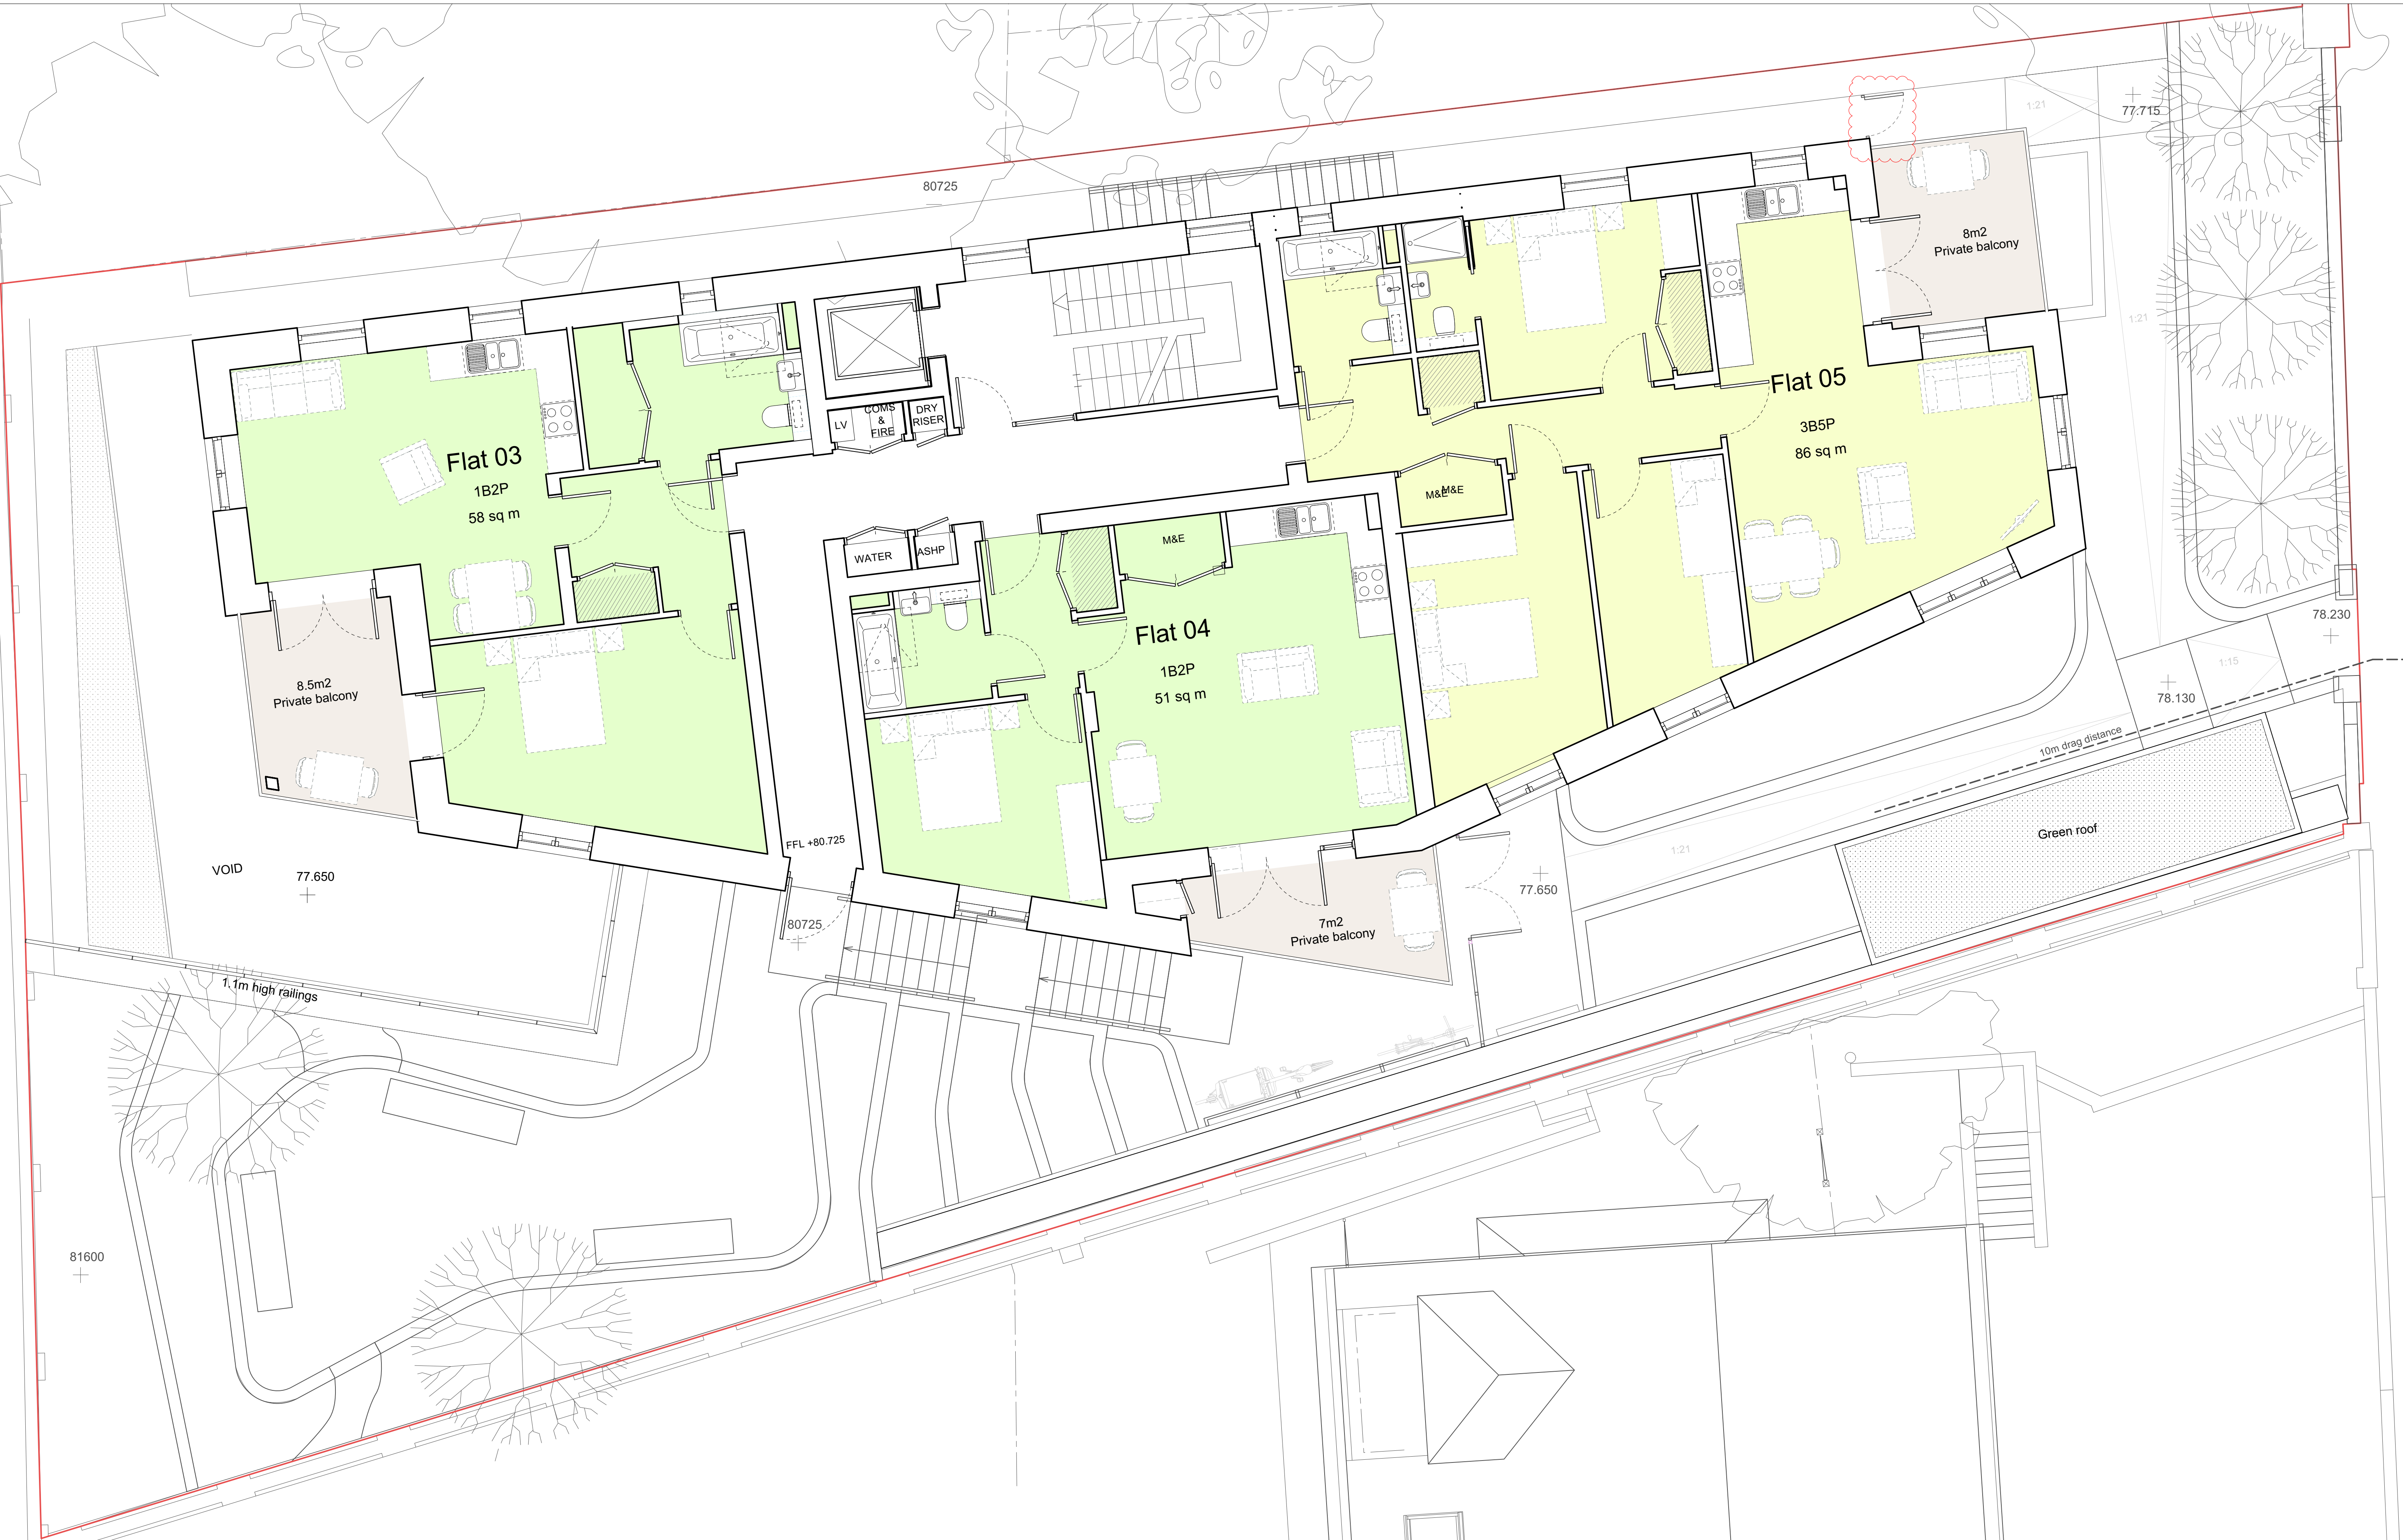 80725
1:21
77.715
8m2
Private balcony
1:21
Flat 03
1B2P
58 sq m
LV
COMS
&
FIRE
DRY
RISER
Flat 05
3B5P
86 sq m
M&E
M&E
WATER
ASHP
M&E
Flat 04
1B2P
51 sq m
8.5m2
Private balcony
78.230
1:15
78.130
10m drag distance
Green roof
FFL +80.725
1:21
VOID
77.650
77.650
80725
7m2
Private balcony
1.1m high railings
81600